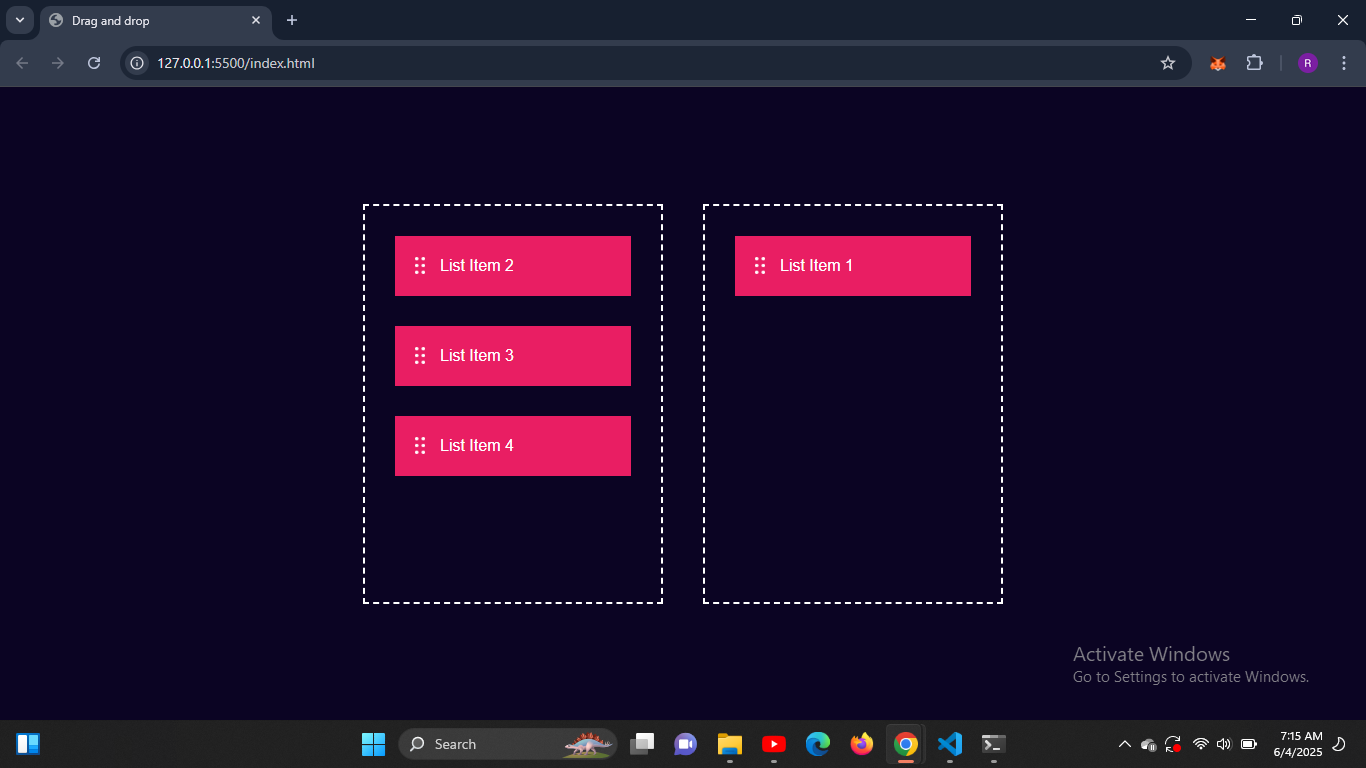 Drag and drop
127.0.0.1:5500/index.html
R
List Item 2
List Item 3
List Item 4
List Item 1
Activate Windows
Go to Settings to activate Windows.
Search
7:15 AM
6/4/2025